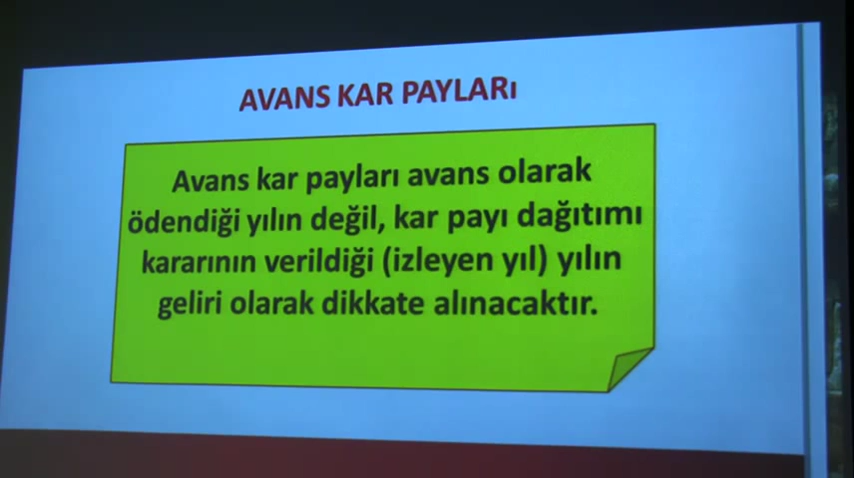 AVANS KAR PAYLARı
Avans kar payları avans olarak
ödendiği yılın değil, kar payı dağıtımı
kararının verildiği (izleyen yıl) yılın
geliri olarak dikkate alınacaktır.